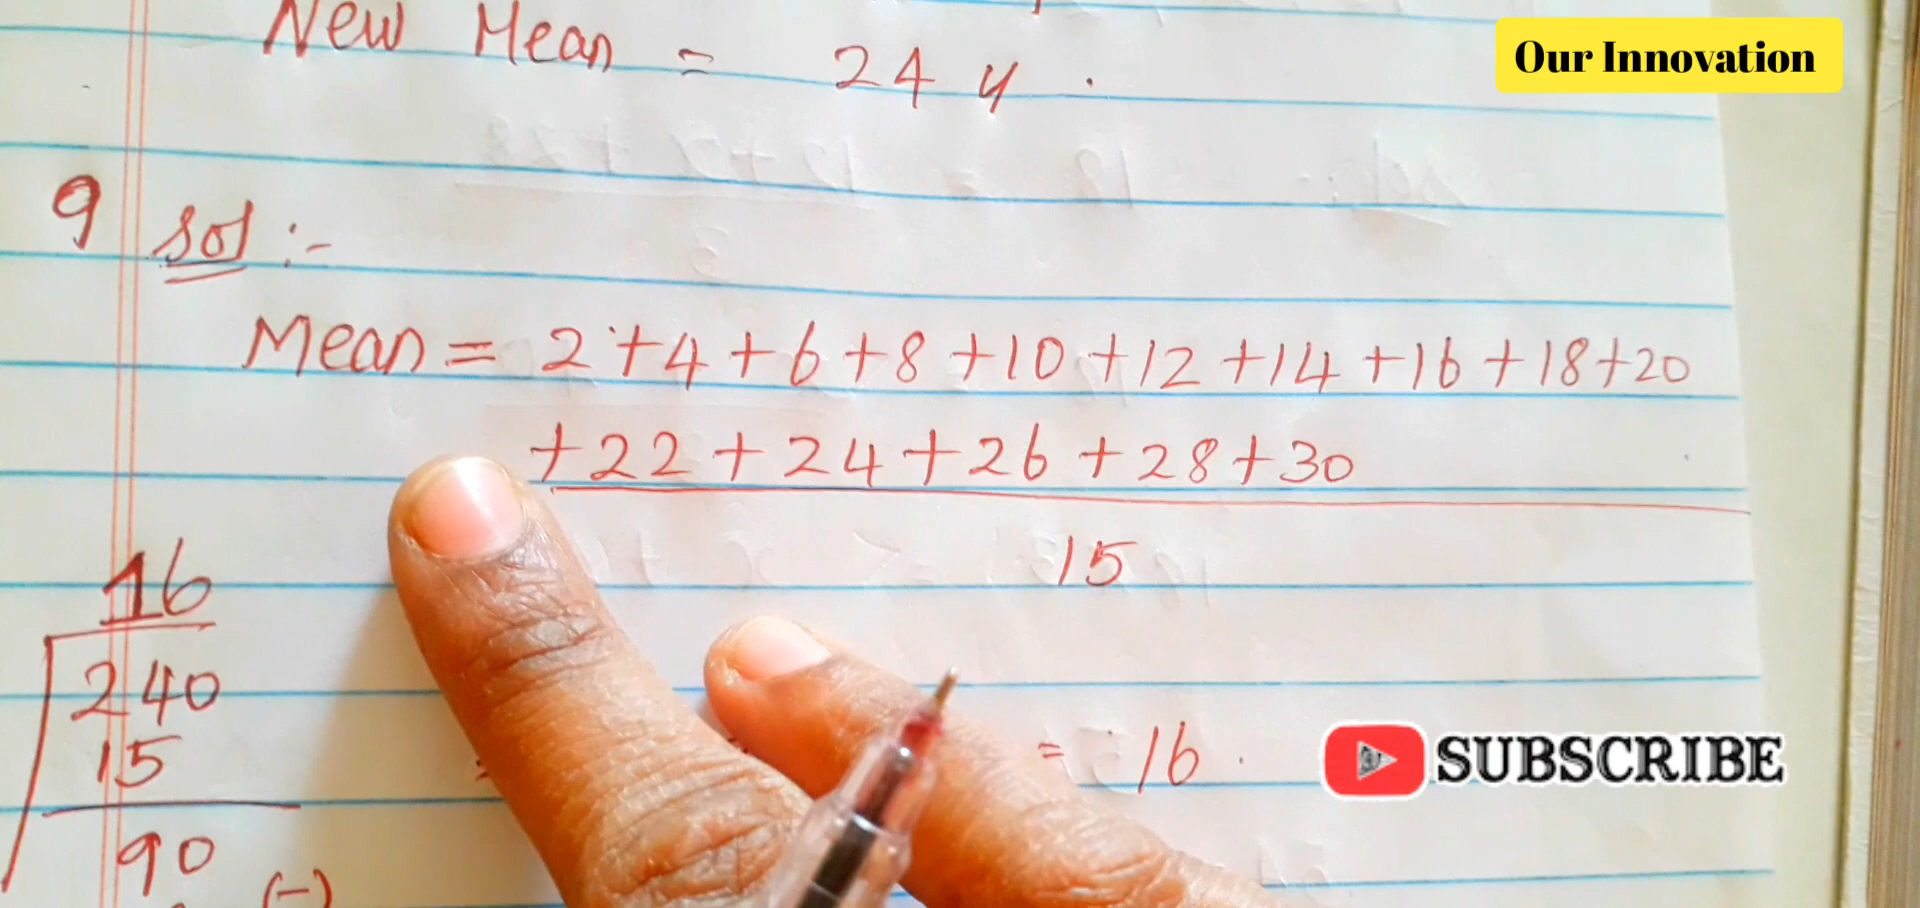 New Mean = 24 y .
Our Innovation
9 Sol :-
Mean = 2 + 4 + 6 + 8 + 10 + 12 + 14 + 16 + 18 + 20
+ 22 + 24 + 26 + 28 + 30
15
16
240
15
90
(-)
= 16 .
SUBSCRIBE